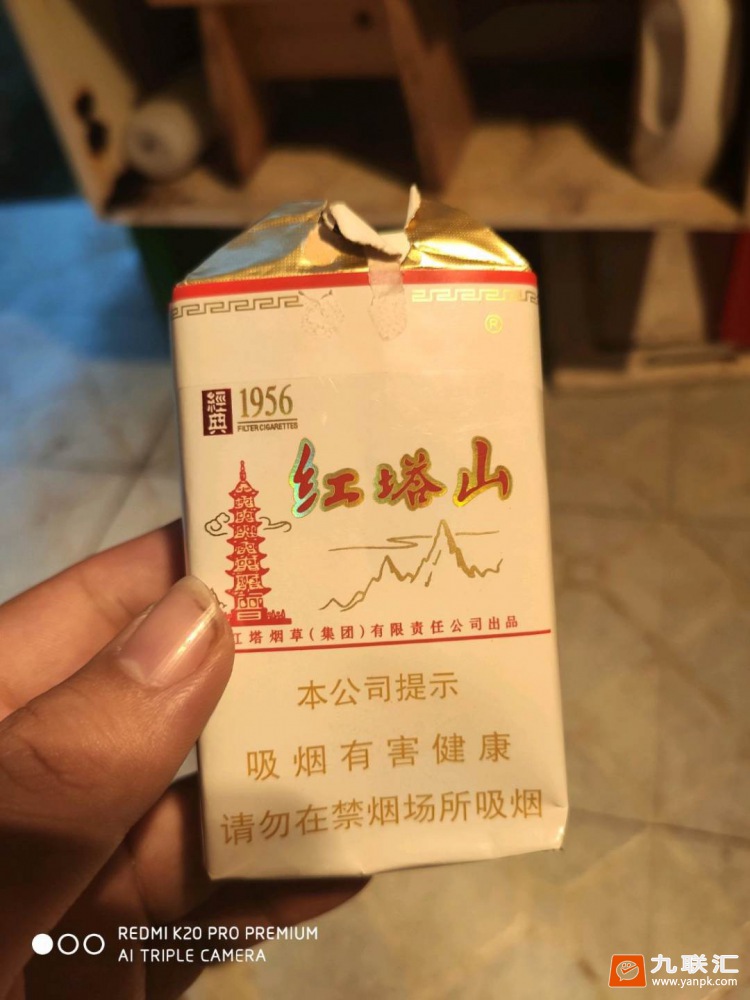 ®
經典
1956
FILTER CIGARETTES
红塔山
红塔烟草(集团)有限责任公司出品
本公司提示
吸烟有害健康
请勿在禁烟场所吸烟
REDMI K20 PRO PREMIUM
AI TRIPLE CAMERA
九联汇
www.yanpk.com